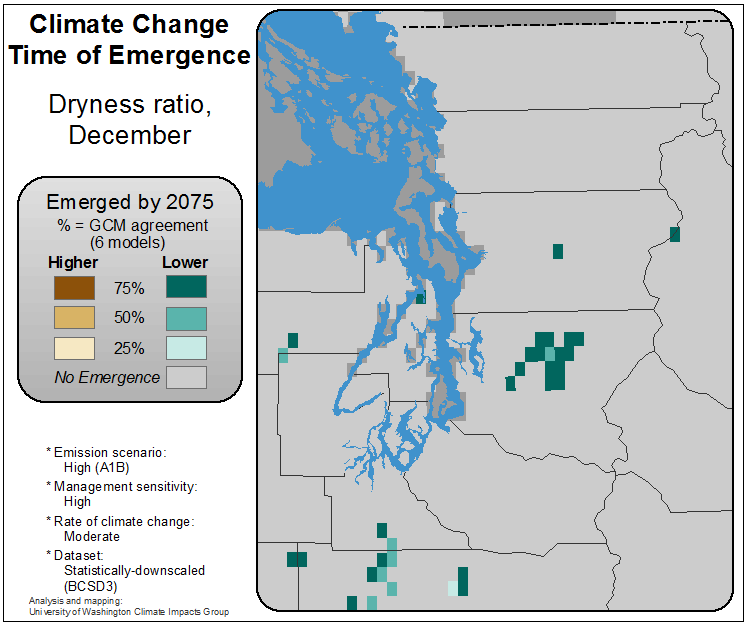 Climate Change
Time of Emergence
Dryness ratio,
December
Emerged by 2075
% = GCM agreement
(6 models)
Higher Lower
75%
50%
25%
No Emergence
* Emission scenario:
High (A1B)
* Management sensitivity:
High
* Rate of climate change:
Moderate
* Dataset:
Statistically-downscaled
(BCSD3)
Analysis and mapping:
University of Washington Climate Impacts Group